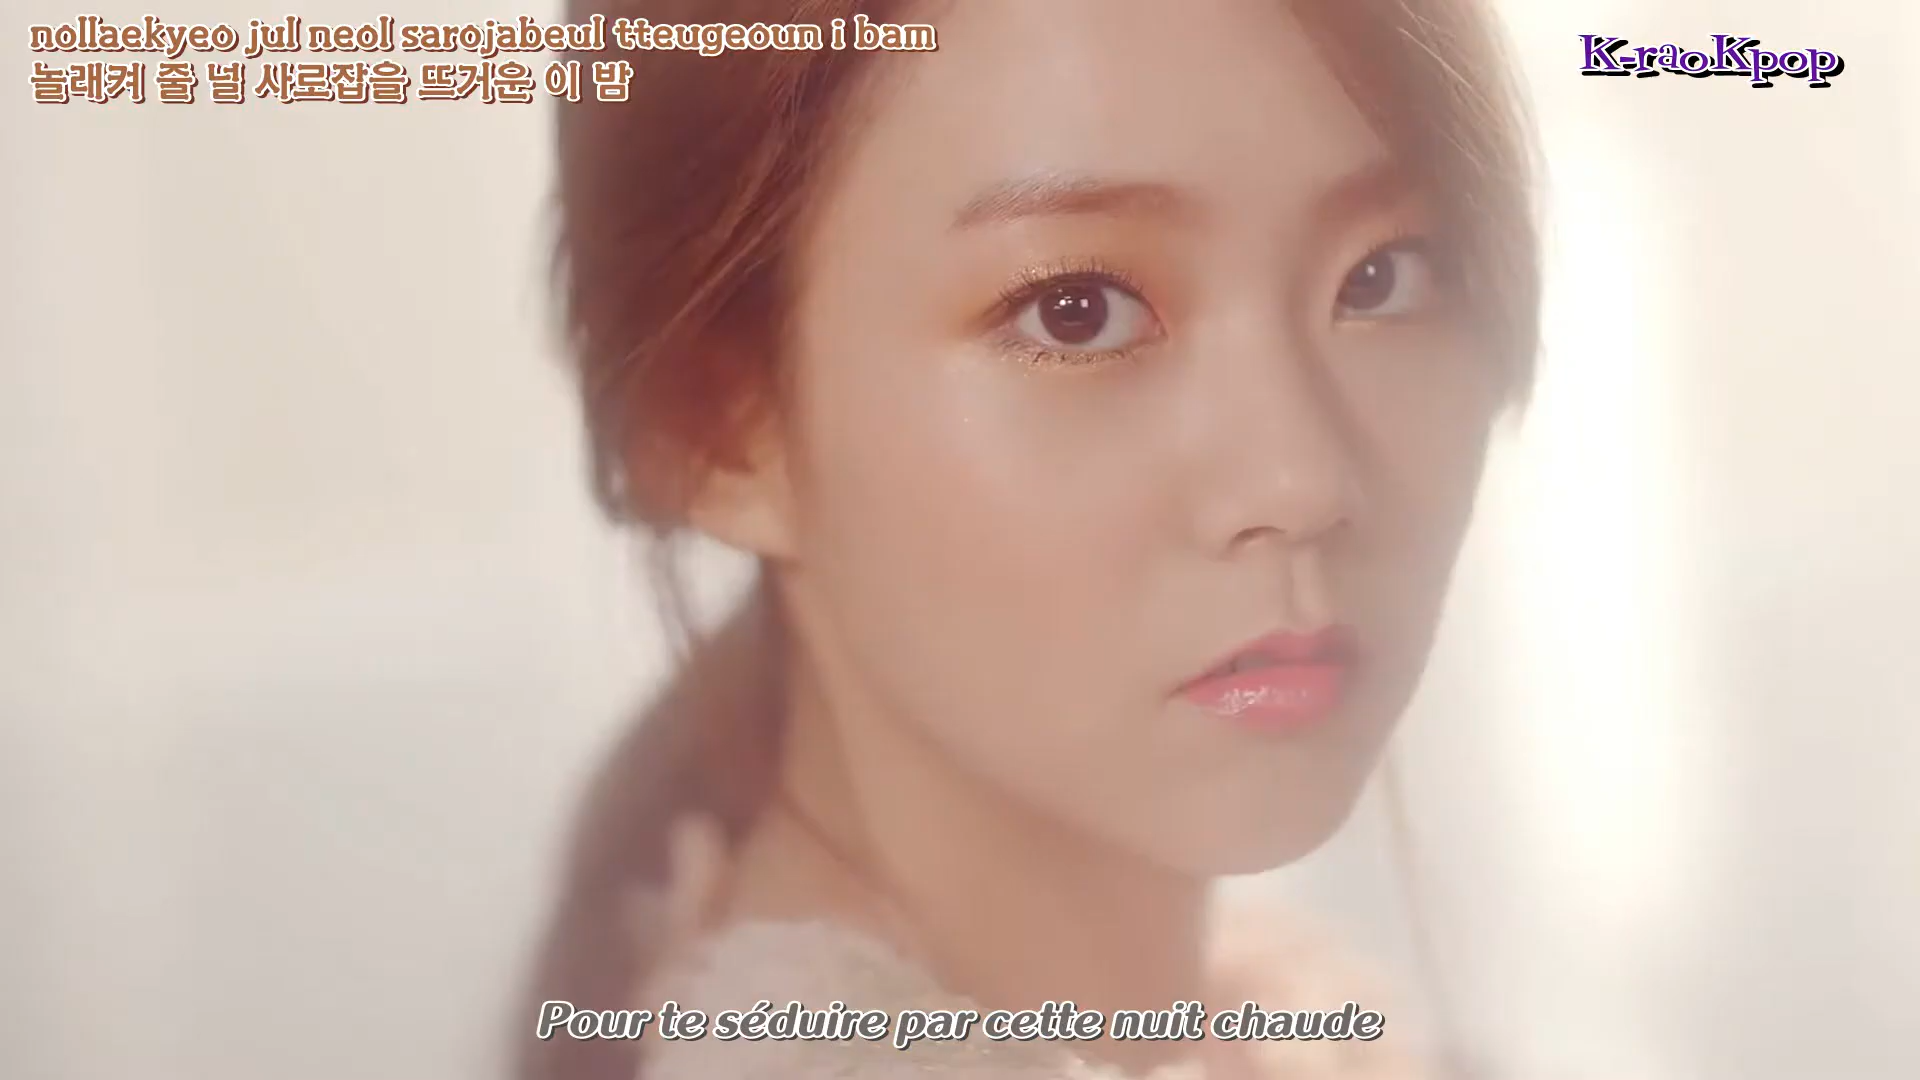 nollaekyeo jul neol sarojabeul tteugeoun i bam
놀래켜 줄 널 사로잡을 뜨거운 이 밤
K-raoKpop
Pour te séduire par cette nuit chaude